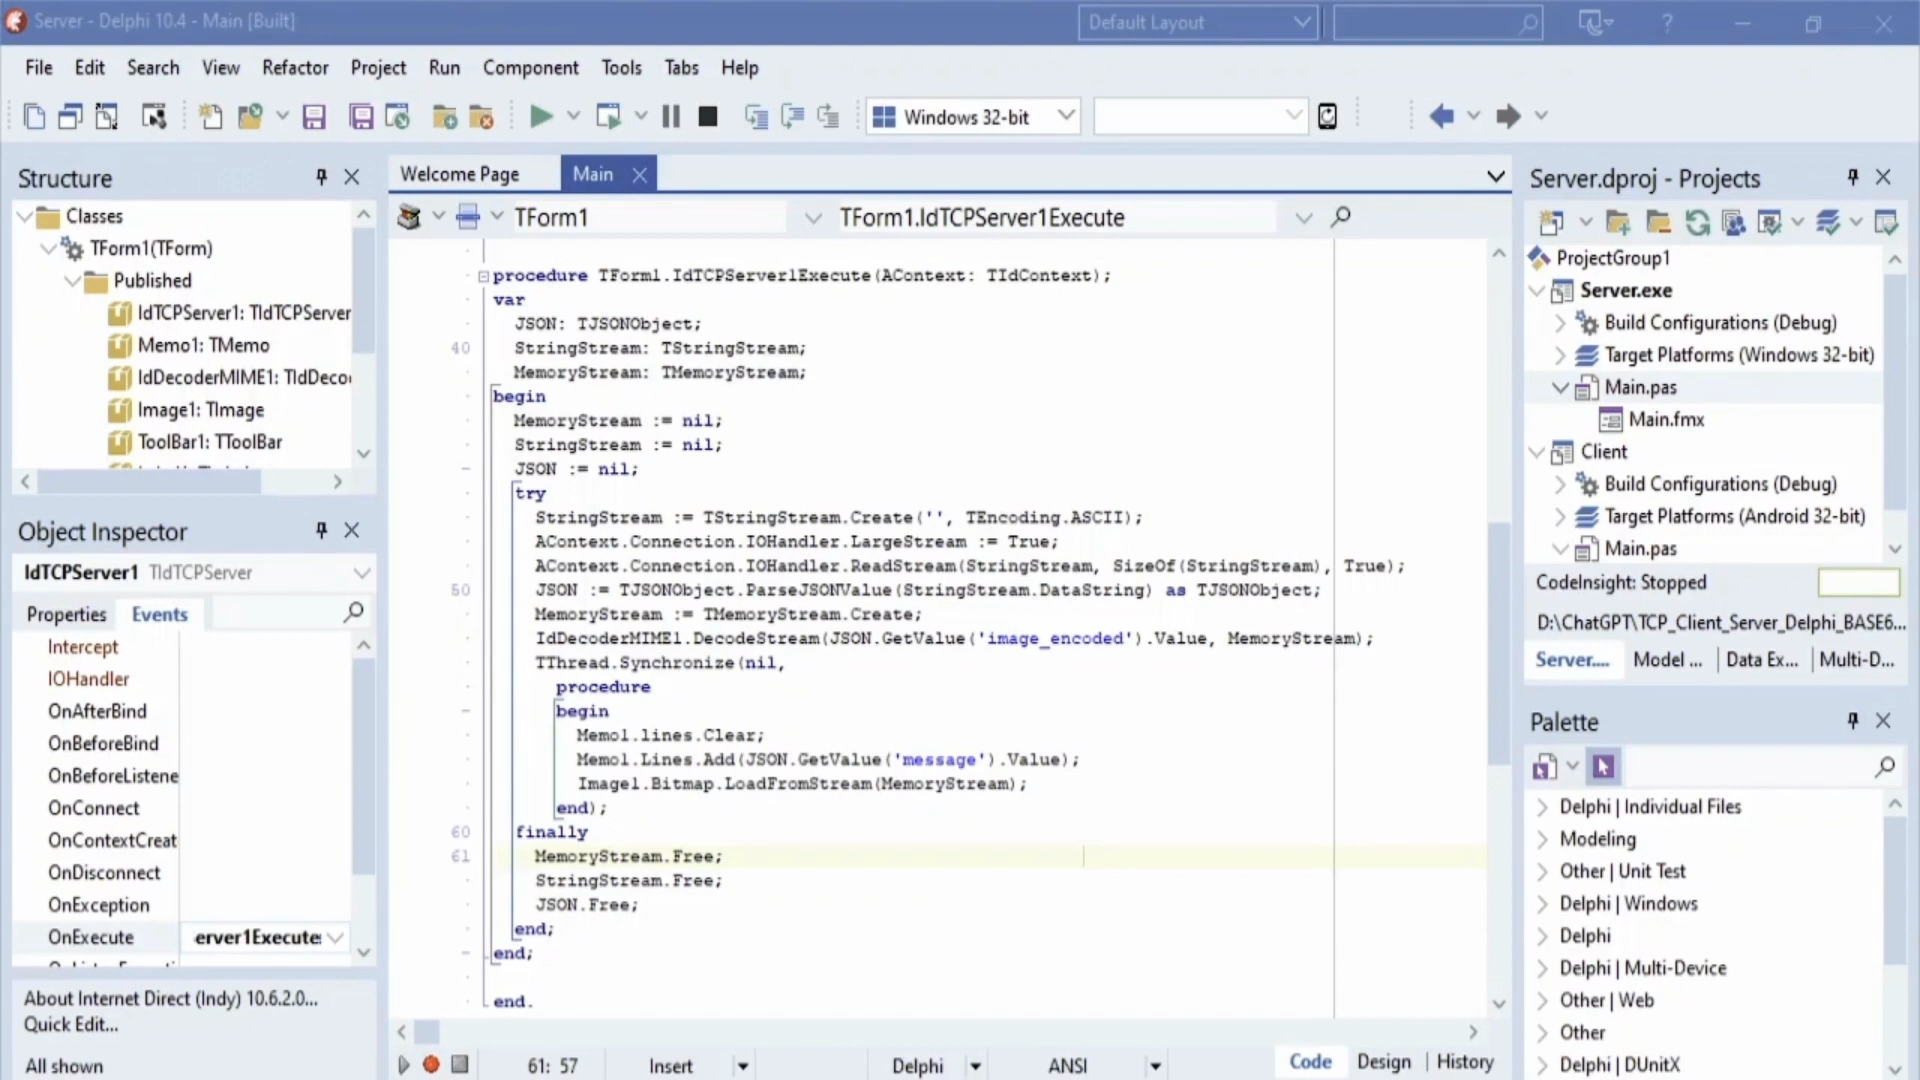 Server - Delphi 10.4 - Main [Built]
Default Layout
?
File Edit Search View Refactor Project Run Component Tools Tabs Help
Windows 32-bit
Structure
Classes
TForm1(TForm)
Published
IdTCPServer1: TIdTCPServer
Memo1: TMemo
IdDecoderMIME1: TIdDeco
Image1: TImage
ToolBar1: TToolBar
Object Inspector
IdTCPServer1 TIdTCPServer
Properties Events
Intercept
IOHandler
OnAfterBind
OnBeforeBind
OnBeforeListene
OnConnect
OnContextCreat
OnDisconnect
OnException
OnExecute erver1Execute
About Internet Direct (Indy) 10.6.2.0...
Quick Edit...
All shown
Welcome Page Main
TForm1 TForm1.IdTCPServer1Execute
procedure TForm1.IdTCPServer1Execute(AContext: TIdContext);
var
JSON: TJSONObject;
40 StringStream: TStringStream;
MemoryStream: TMemoryStream;
begin
MemoryStream := nil;
StringStream := nil;
JSON := nil;
try
StringStream := TStringStream.Create('', TEncoding.ASCII);
AContext.Connection.IOHandler.LargeStream := True;
AContext.Connection.IOHandler.ReadStream(StringStream, SizeOf(StringStream), True);
50 JSON := TJSONObject.ParseJSONValue(StringStream.DataString) as TJSONObject;
MemoryStream := TMemoryStream.Create;
IdDecoderMIME1.DecodeStream(JSON.GetValue('image_encoded').Value, MemoryStream);
TThread.Synchronize(nil,
procedure
begin
Memo1.lines.Clear;
Memo1.Lines.Add(JSON.GetValue('message').Value);
Image1.Bitmap.LoadFromStream(MemoryStream);
end);
60 finally
61 MemoryStream.Free;
StringStream.Free;
JSON.Free;
end;
end;
end.
61: 57 Insert Delphi ANSI Code Design History
Server.dproj - Projects
ProjectGroup1
Server.exe
Build Configurations (Debug)
Target Platforms (Windows 32-bit)
Main.pas
Main.fmx
Client
Build Configurations (Debug)
Target Platforms (Android 32-bit)
Main.pas
CodeInsight: Stopped
D:\ChatGPT\TCP_Client_Server_Delphi_BASE6...
Server.... Model ... Data Ex... Multi-D...
Palette
Delphi | Individual Files
Modeling
Other | Unit Test
Delphi | Windows
Delphi
Delphi | Multi-Device
Other | Web
Other
Delphi | DUnitX